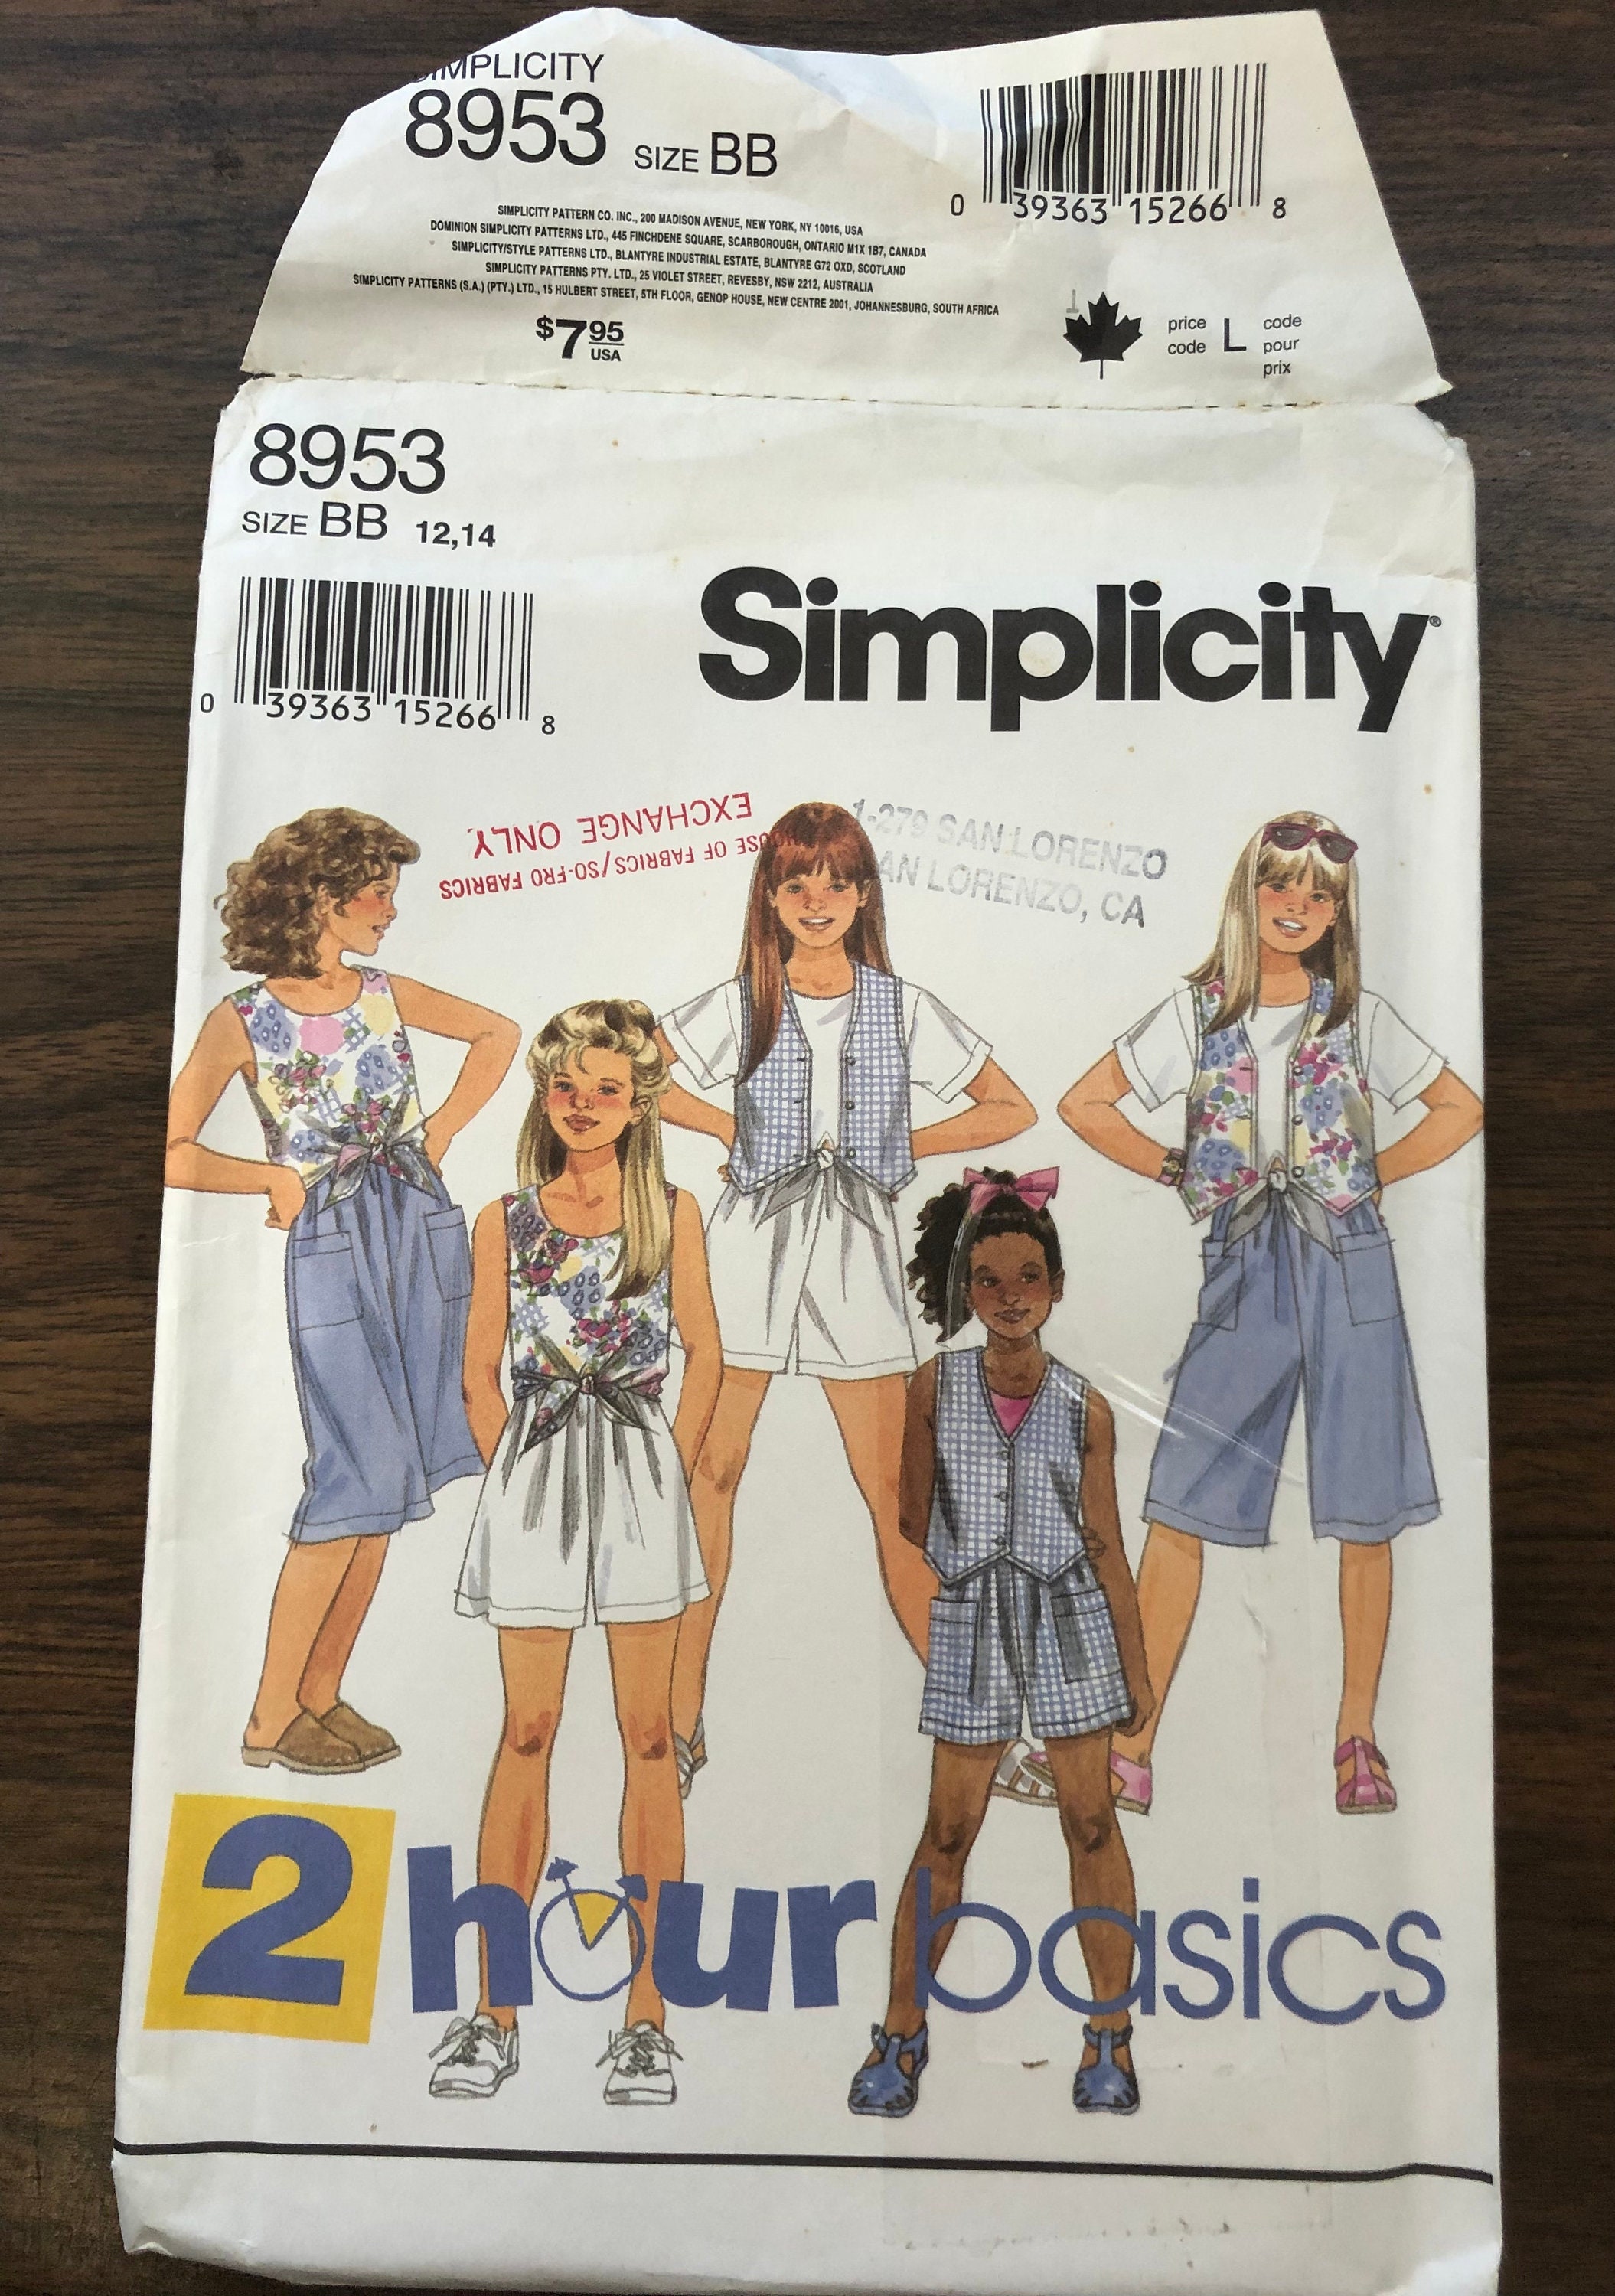 SIMPLICITY
8953 SIZE BB
0 39363 15266 8
SIMPLICITY PATTERN CO. INC., 200 MADISON AVENUE, NEW YORK, NY 10016, USA
DOMINION SIMPLICITY PATTERNS LTD., 445 FINCHDENE SQUARE, SCARBOROUGH, ONTARIO M1X 1B7, CANADA
SIMPLICITY/STYLE PATTERNS LTD., BLANTYRE INDUSTRIAL ESTATE, BLANTYRE G72 0XD, SCOTLAND
SIMPLICITY PATTERNS PTY. LTD., 25 VIOLET STREET, REVESBY, NSW 2212, AUSTRALIA
SIMPLICITY PATTERNS (S.A.) (PTY.) LTD., 15 HULBERT STREET, 5TH FLOOR, GENOP HOUSE, NEW CENTRE 2001, JOHANNESBURG, SOUTH AFRICA
$7.95
USA
price code L code pour prix
8953
SIZE BB 12,14
0 39363 15266 8
Simplicity®
HOUSE OF FABRICS/SO-FRO FABRICS
EXCHANGE ONLY
1-279 SAN LORENZO
SAN LORENZO, CA
2 hour basics